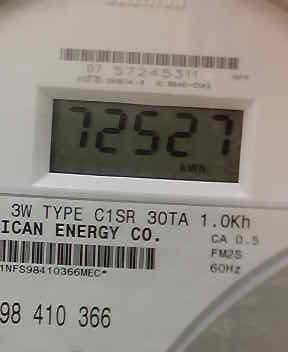 07 57245311
72527
kWh
3W TYPE C1SR 30TA 1.0Kh
ICAN ENERGY CO.
CA 0.5
FM2S
60Hz
1NFS98410366MEC*
98 410 366